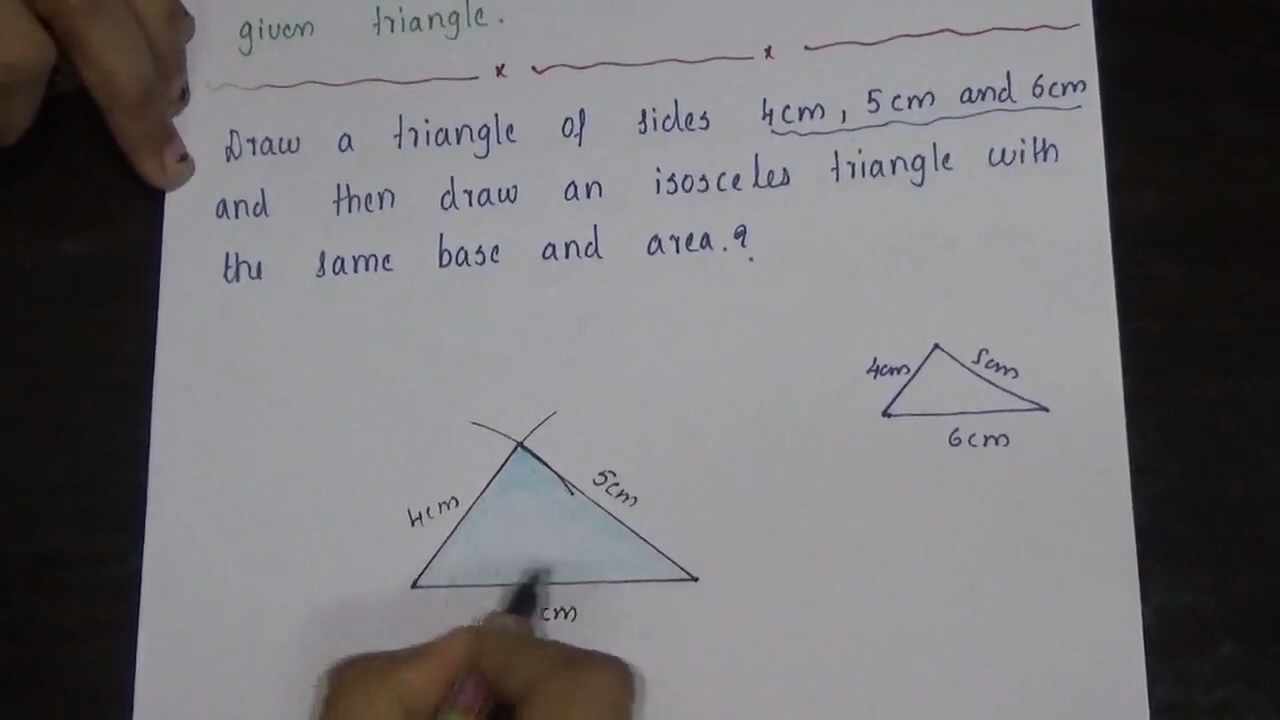 given triangle.
x x
Draw a triangle of sides 4cm, 5cm and 6cm
and then draw an isosceles triangle with
the same base and area.?
4cm 5cm
6cm
4cm 5cm
cm